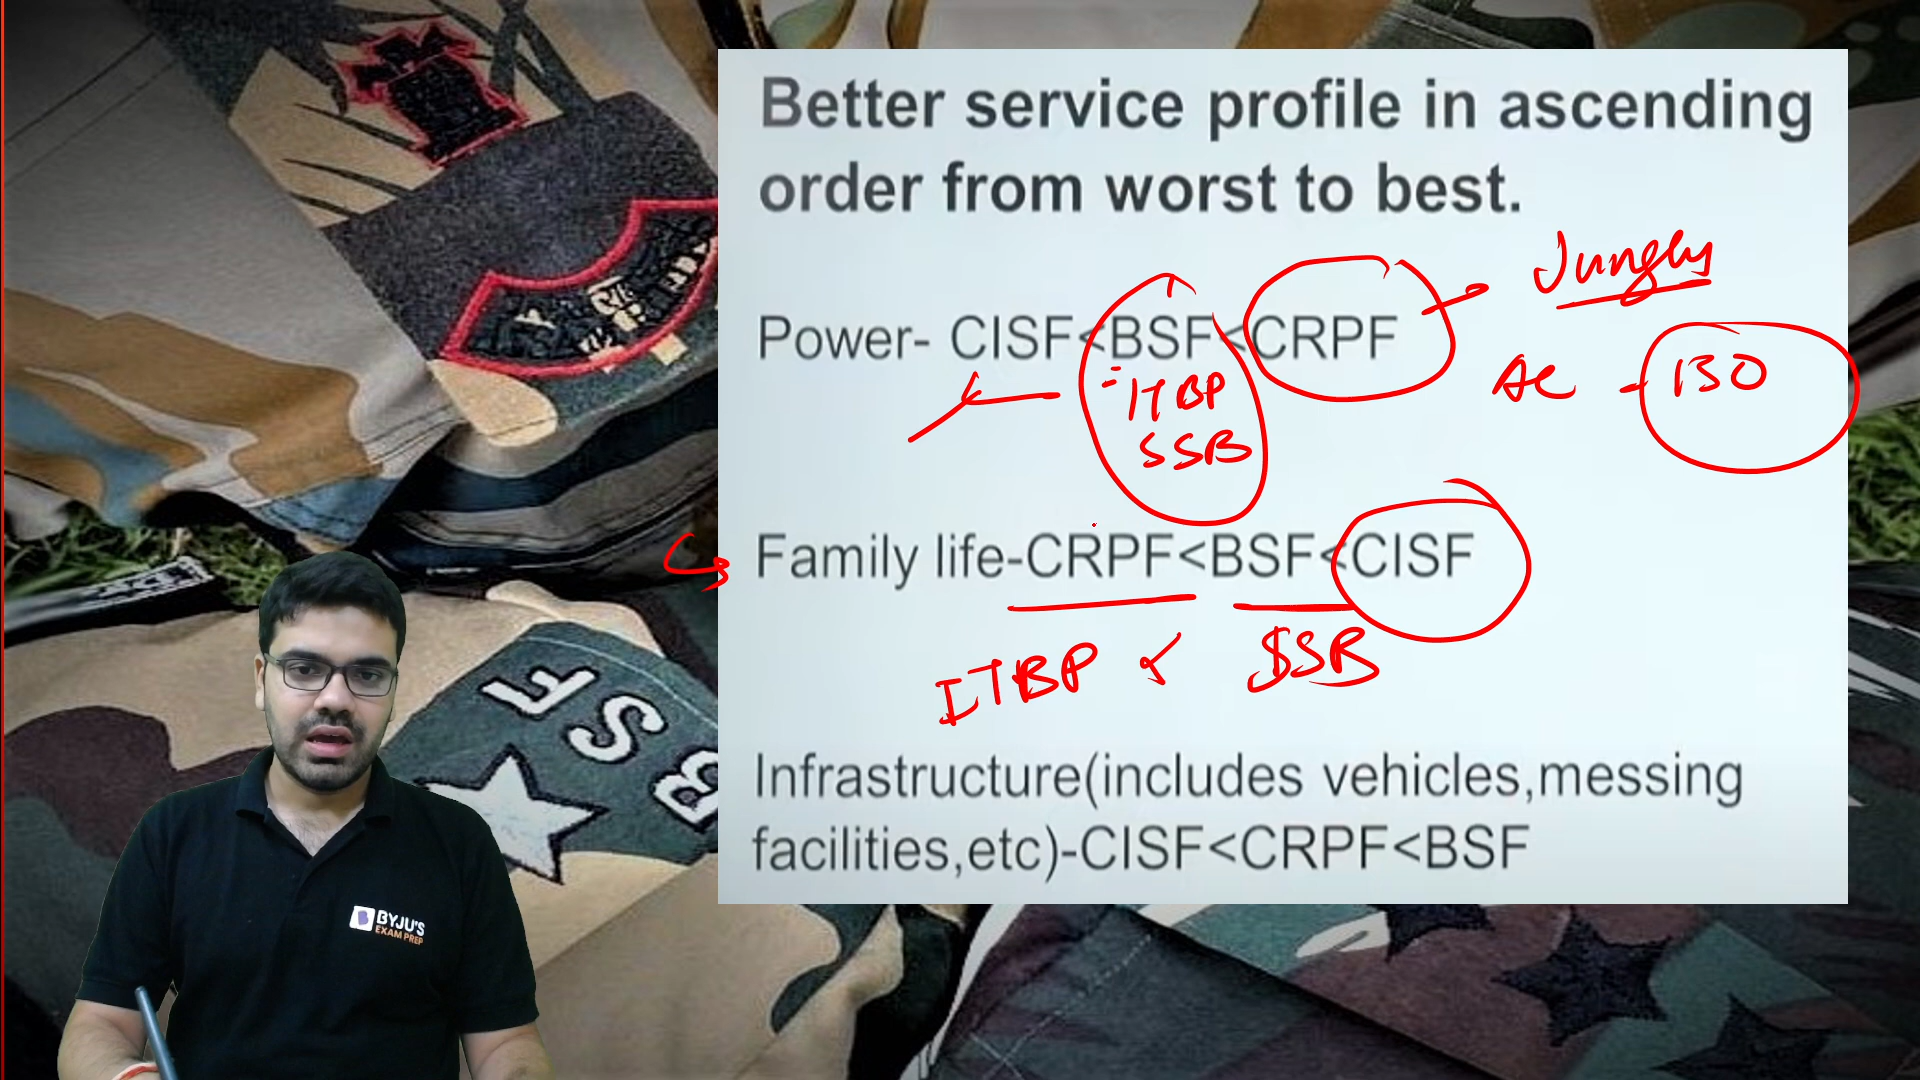 Better service profile in ascending
order from worst to best.
Jungles
Power- CISF<BSF<CRPF
ITBP
AC - 130
SSB
Family life-CRPF<BSF<CISF
ITBP < SSB
Infrastructure(includes vehicles,messing
facilities,etc)-CISF<CRPF<BSF
BSF
BYJU'S
EXAM PREP